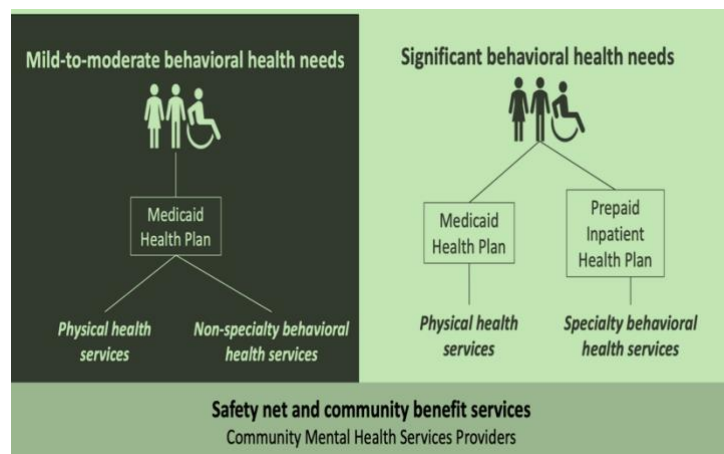 Mild-to-moderate behavioral health needs
Medicaid
Health Plan
Physical health
services
Non-specialty behavioral
health services
Significant behavioral health needs
Medicaid
Health Plan
Prepaid
Inpatient
Health Plan
Physical health
services
Specialty behavioral
health services
Safety net and community benefit services
Community Mental Health Services Providers